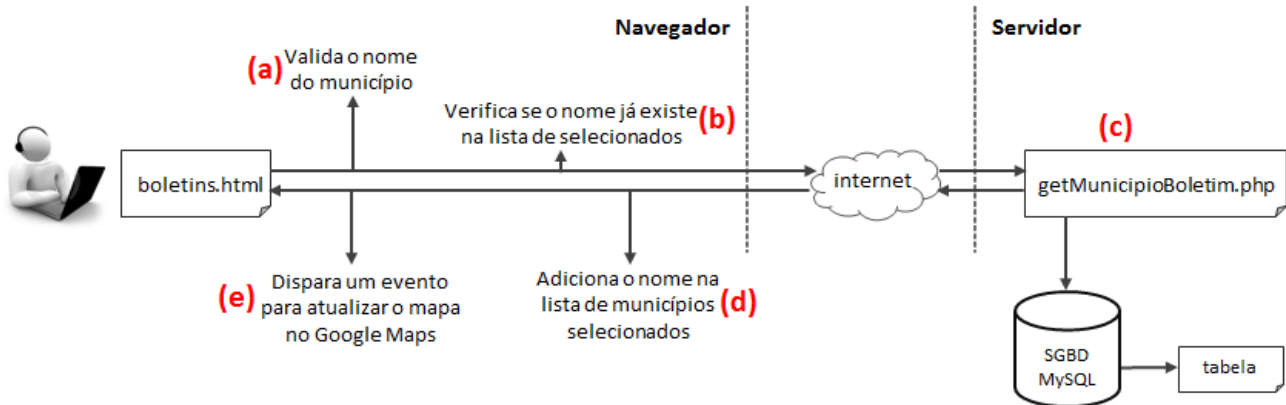 Navegador
Servidor
(a)
Valida o nome
do município
Verifica se o nome já existe
na lista de selecionados
(b)
(c)
boletins.html
internet
getMunicipioBoletim.php
(e)
Dispara um evento
para atualizar o mapa
no Google Maps
Adiciona o nome na
lista de municípios
selecionados
(d)
SGBD
MySQL
tabela